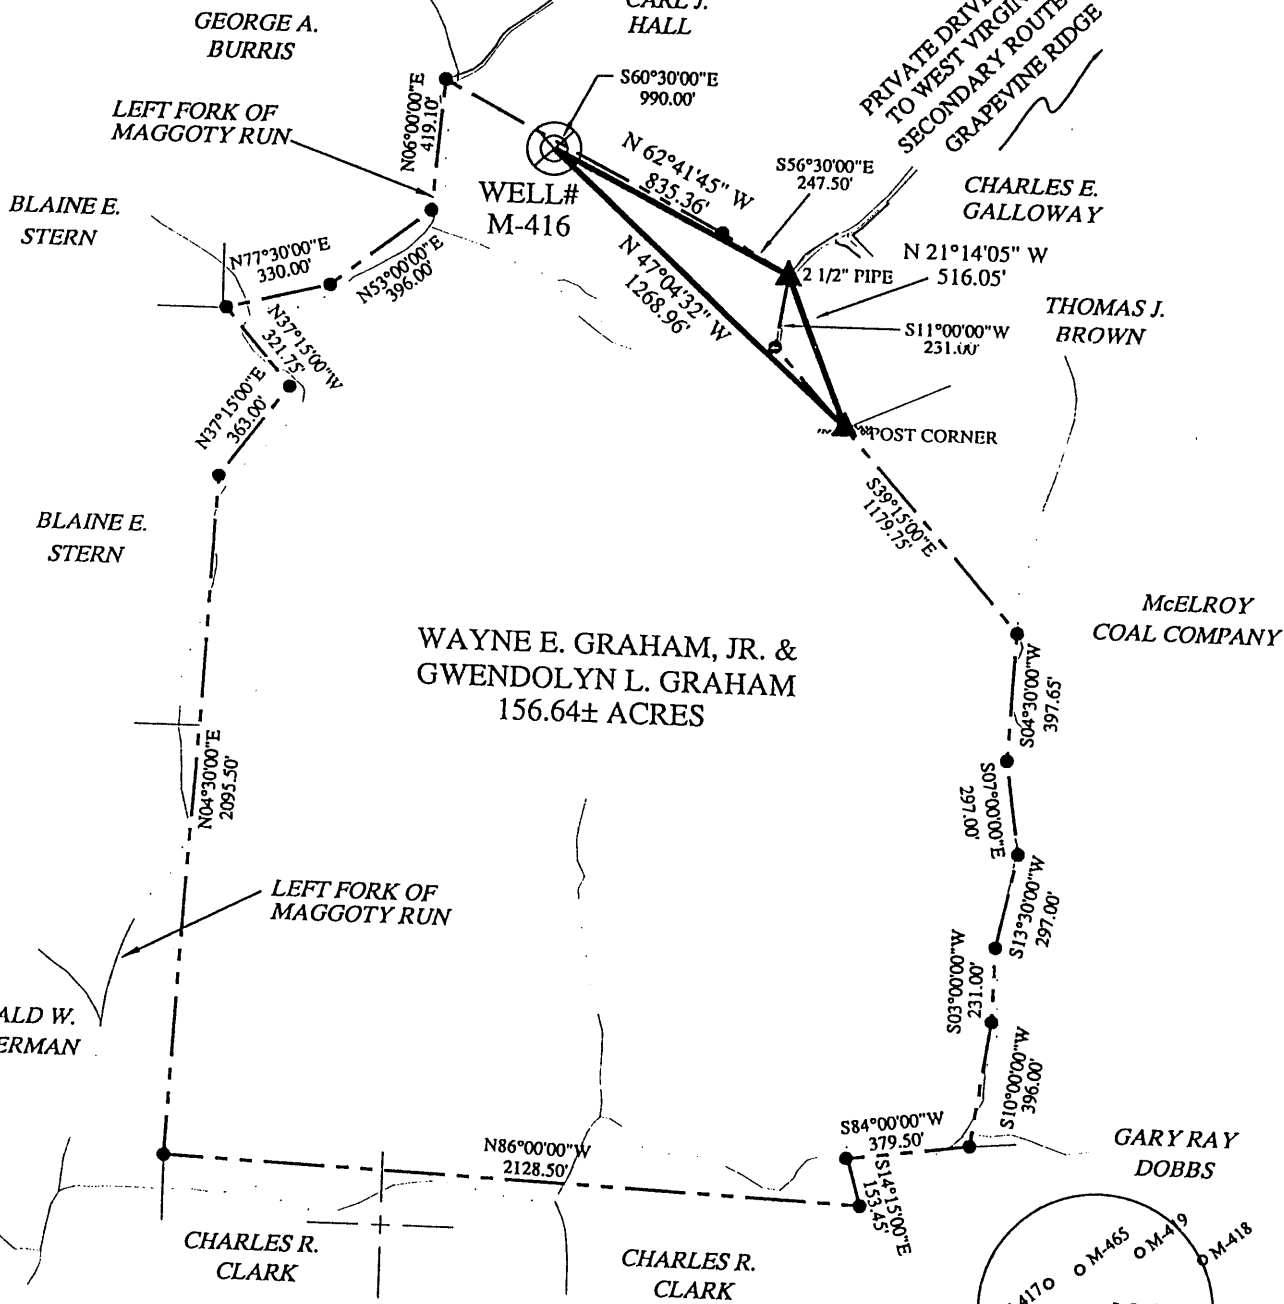 GEORGE A.
BURRIS
CARL J.
HALL
PRIVATE DRIVE
TO WEST VIRGIN
SECONDARY ROUTE
GRAPEVINE RIDGE
LEFT FORK OF
MAGGOTY RUN
N06°00'00"E
419.10'
S60°30'00"E
990.00'
N 62°41'45" W
835.36'
S56°30'00"E
247.50'
CHARLES E.
GALLOWAY
BLAINE E.
STERN
WELL#
M-416
N77°30'00"E
330.00'
N53°00'00"E
396.00'
N 47°04'32" W
1268.96'
2 1/2" PIPE
N 21°14'05" W
516.05'
S11°00'00"W
231.00'
THOMAS J.
BROWN
N37°15'00"W
321.75'
N37°15'00"E
363.00'
POST CORNER
S39°15'00"E
1179.75'
BLAINE E.
STERN
WAYNE E. GRAHAM, JR. &
GWENDOLYN L. GRAHAM
156.64± ACRES
McELROY
COAL COMPANY
S04°30'00"W
397.65'
N04°30'00"E
2095.50'
S07°00'00"E
297.00'
S13°30'00"W
297.00'
LEFT FORK OF
MAGGOTY RUN
S03°00'00"W
231.00'
ALD W.
ERMAN
S10°00'00"W
396.00'
N86°00'00"W
2128.50'
S84°00'00"W
379.50'
S14°15'00"E
153.45'
GARY RAY
DOBBS
CHARLES R.
CLARK
CHARLES R.
CLARK
M-465
M-419
M-418
417